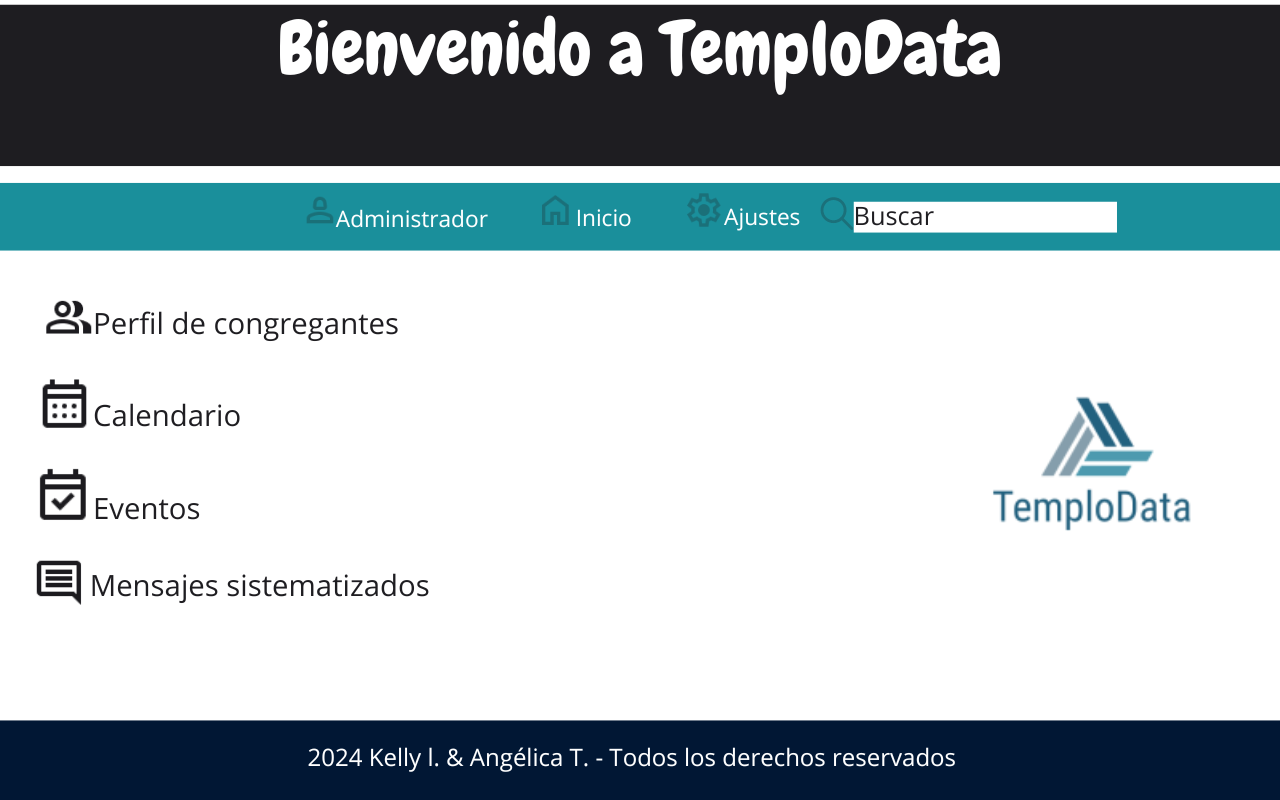 Bienvenido a TemploData
Administrador Inicio Ajustes Buscar
Perfil de congregantes
Calendario
TemploData
Eventos
Mensajes sistematizados
2024 Kelly l. & Angélica T. - Todos los derechos reservados